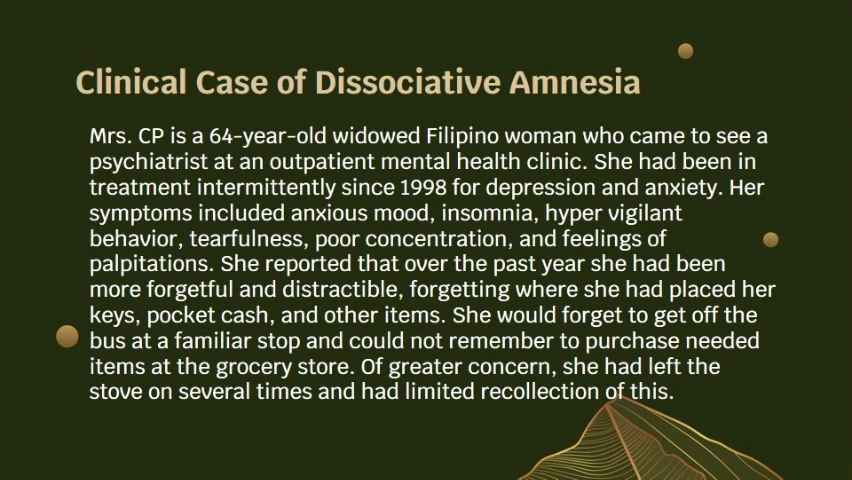 Clinical Case of Dissociative Amnesia
Mrs. CP is a 64-year-old widowed Filipino woman who came to see a
psychiatrist at an outpatient mental health clinic. She had been in
treatment intermittently since 1998 for depression and anxiety. Her
symptoms included anxious mood, insomnia, hyper vigilant
behavior, tearfulness, poor concentration, and feelings of
palpitations. She reported that over the past year she had been
more forgetful and distractible, forgetting where she had placed her
keys, pocket cash, and other items. She would forget to get off the
bus at a familiar stop and could not remember to purchase needed
items at the grocery store. Of greater concern, she had left the
stove on several times and had limited recollection of this.